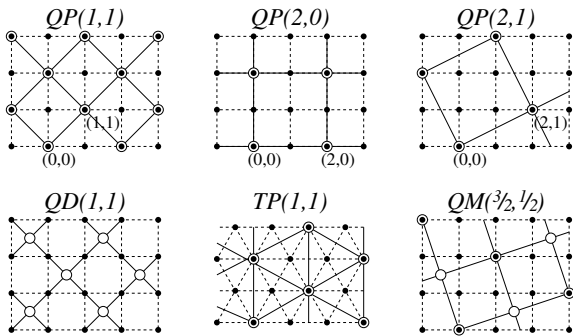 QP(1,1) QP(2,0) QP(2,1)
(1,1) (2,1)
(0,0) (0,0) (2,0) (0,0)
QD(1,1) TP(1,1) QM(3/2,1/2)